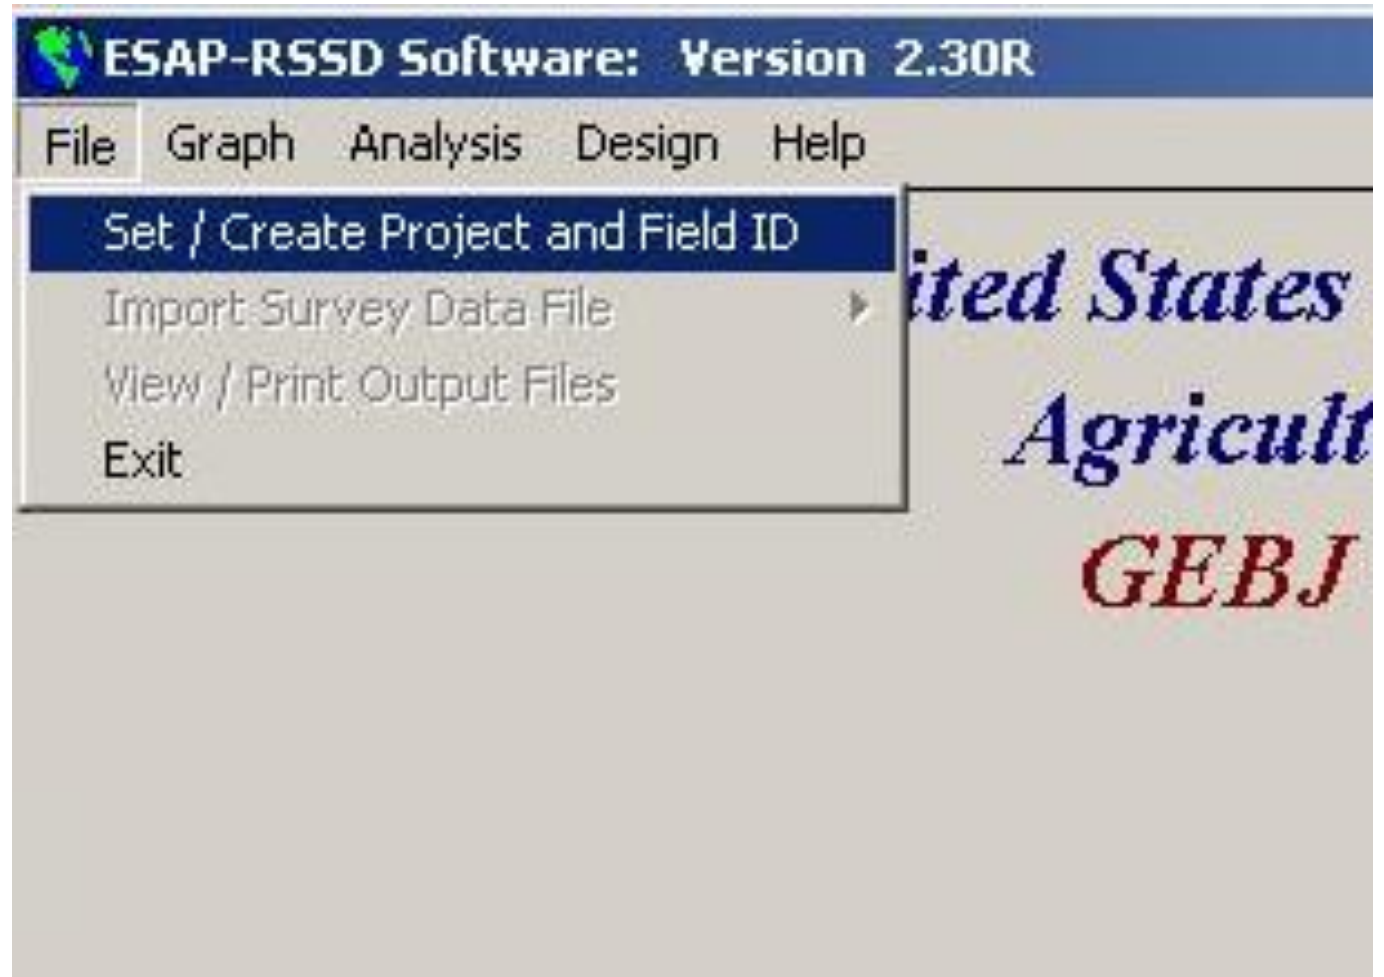 ESAP-RSSD Software: Version 2.30R
File Graph Analysis Design Help
Set / Create Project and Field ID
Import Survey Data File
View / Print Output Files
Exit
ited States
Agricult
GEBJ